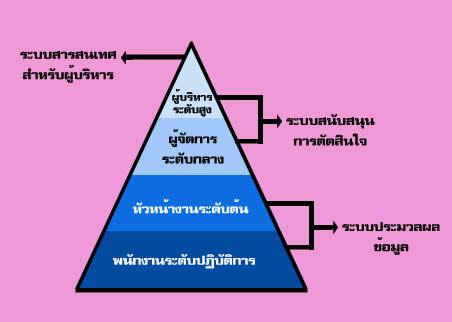 ระบบสารสนเทศ
สำหรับผู้บริหาร
ผู้บริหาร
ระดับสูง
ผู้จัดการ
ระดับกลาง
ระบบสนับสนุน
การตัดสินใจ
หัวหน้างานระดับต้น
ระบบประมวลผล
ข้อมูล
พนักงานระดับปฏิบัติการ